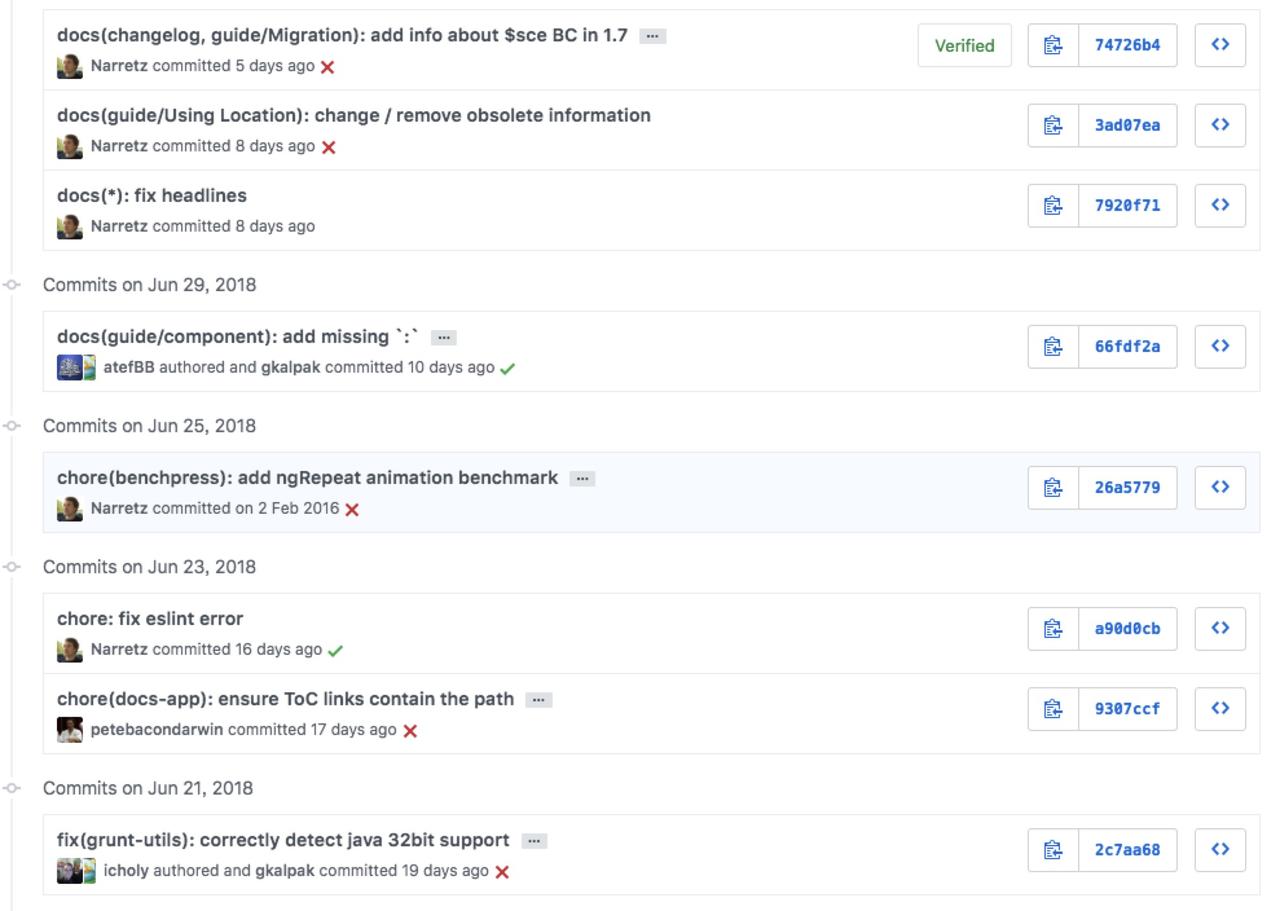 docs(changelog, guide/Migration): add info about $sce BC in 1.7 …
Verified
74726b4
<>
Narretz committed 5 days ago ✗
docs(guide/Using Location): change / remove obsolete information
3ad07ea
<>
Narretz committed 8 days ago ✗
docs(*): fix headlines
7920f71
<>
Narretz committed 8 days ago
Commits on Jun 29, 2018
docs(guide/component): add missing `:` …
66fdf2a
<>
atefBB authored and gkalpak committed 10 days ago ✓
Commits on Jun 25, 2018
chore(benchpress): add ngRepeat animation benchmark …
26a5779
<>
Narretz committed on 2 Feb 2016 ✗
Commits on Jun 23, 2018
chore: fix eslint error
a90d0cb
<>
Narretz committed 16 days ago ✓
chore(docs-app): ensure ToC links contain the path …
9307ccf
<>
petebacondarwin committed 17 days ago ✗
Commits on Jun 21, 2018
fix(grunt-utils): correctly detect java 32bit support …
2c7aa68
<>
icholy authored and gkalpak committed 19 days ago ✗